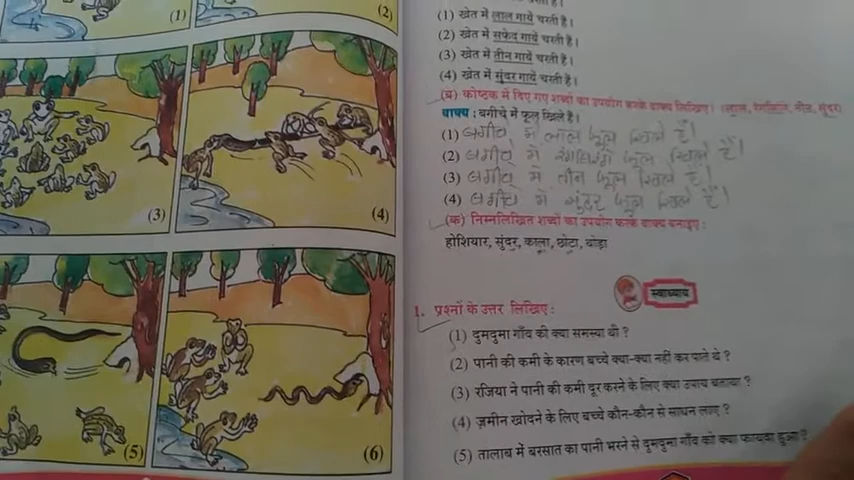 (1)
(2)
(3)
(4)
(5)
(6)
(1) खेत में लाल गायें चरती हैं।
(2) खेत में सफेद गायें चरती हैं।
(3) खेत में तीन गायें चरती हैं।
(4) खेत में सुंदर गायें चरती हैं।
(ब) कोष्टक में दिए गए शब्दों का उपयोग करके वाक्य लिखिए। (लाल, रंगबिरंगे, तीन, सुंदर)
वाक्य : बगीचे में फूल खिले हैं।
(1) बगीचे में लाल फूल खिले हैं।
(2) बगीचे में फूल खिले हैं।
(3) बगीचे में तीन फूल खिले हैं।
(4) बगीचे में सुंदर फूल खिले हैं।
(क) निम्नलिखित शब्दों का उपयोग करके वाक्य बनाइए :
होशियार, सुंदर, काला, छोटा, थोड़ा
स्वाध्याय
1. प्रश्नों के उत्तर लिखिए :
(1) दुमदुमा गाँव की क्या समस्या थी ?
(2) पानी की कमी के कारण बच्चे क्या-क्या नहीं कर पाते थे ?
(3) रजिया ने पानी की कमी दूर करने के लिए क्या उपाय बताया ?
(4) ज़मीन खोदने के लिए बच्चे कौन-कौन से साधन लाए ?
(5) तालाब में बरसात का पानी भरने से दुमदुमा गाँव को क्या फायदा हुआ ?